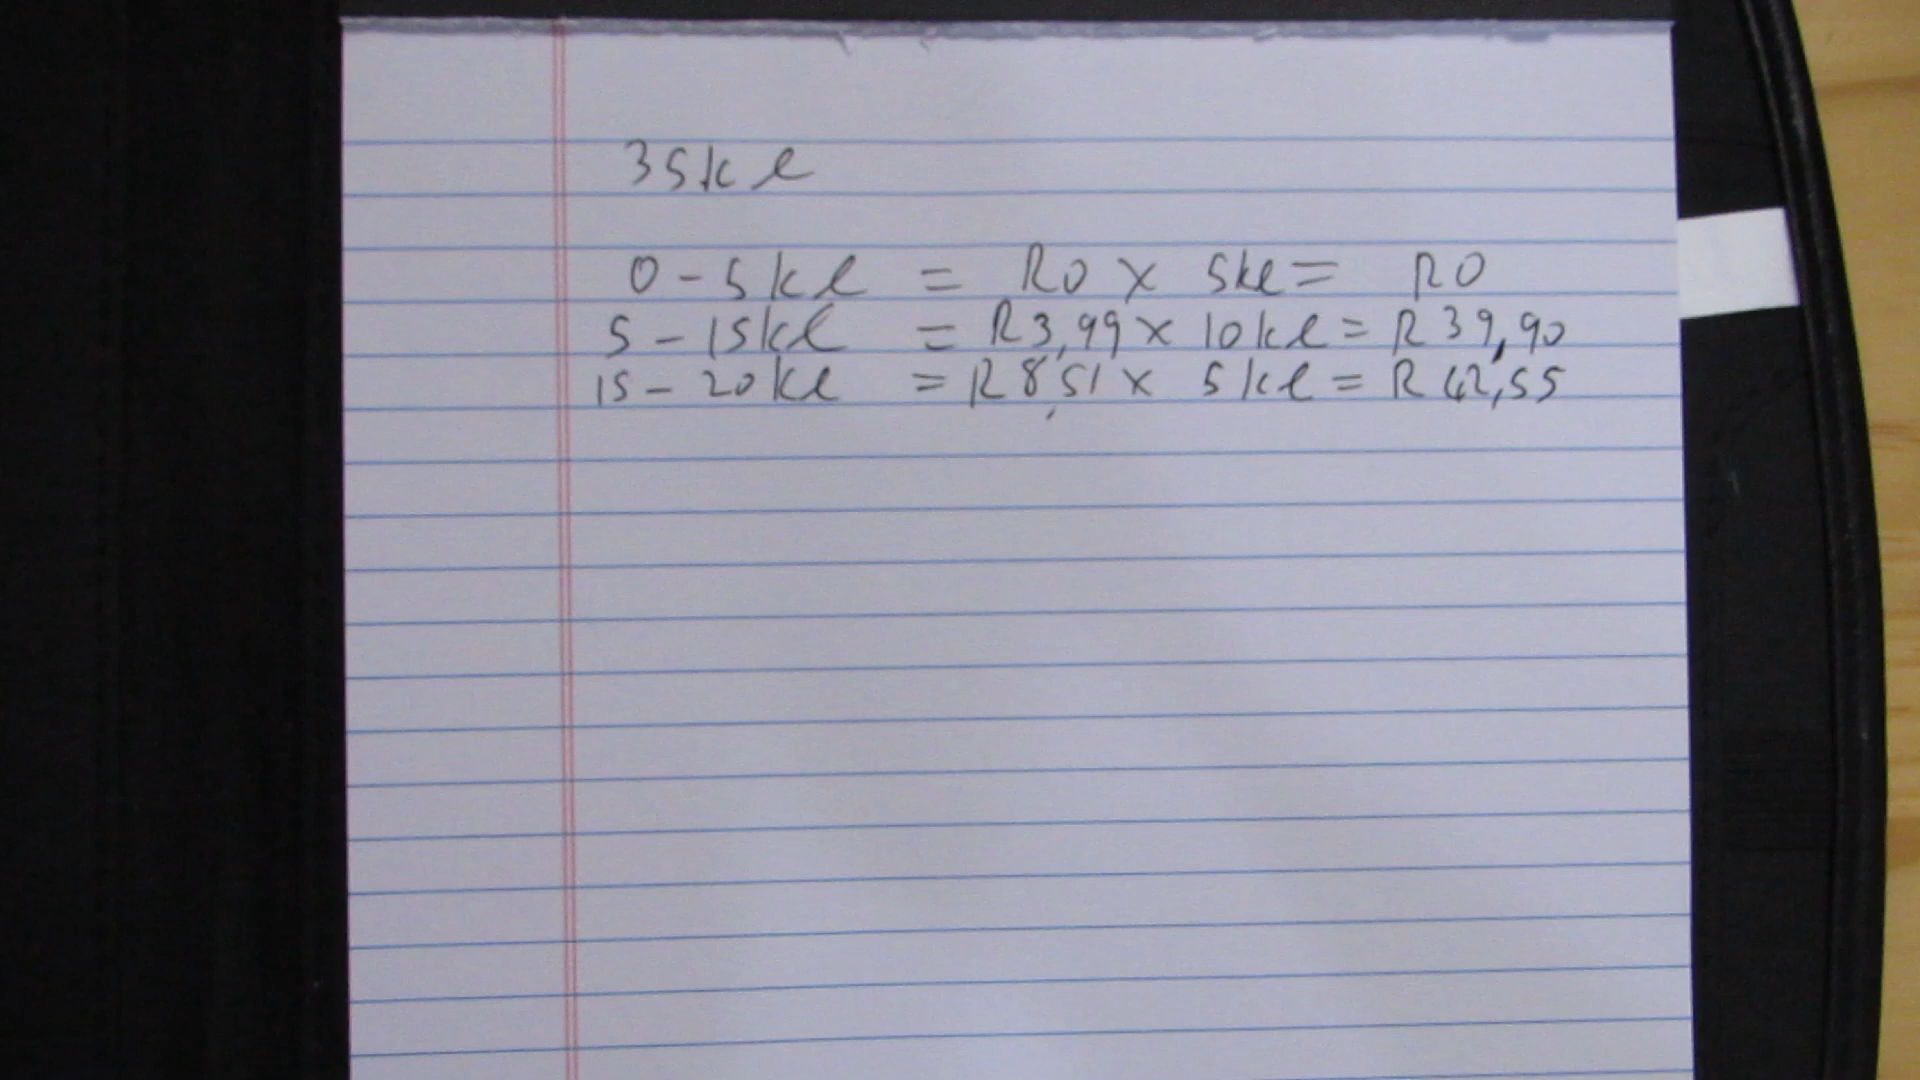 35kl
0 - 5kl = R0 x 5kl = R0
5 - 15kl = R3,99 x 10kl = R39,90
15 - 20kl = R8,51 x 5kl = R42,55